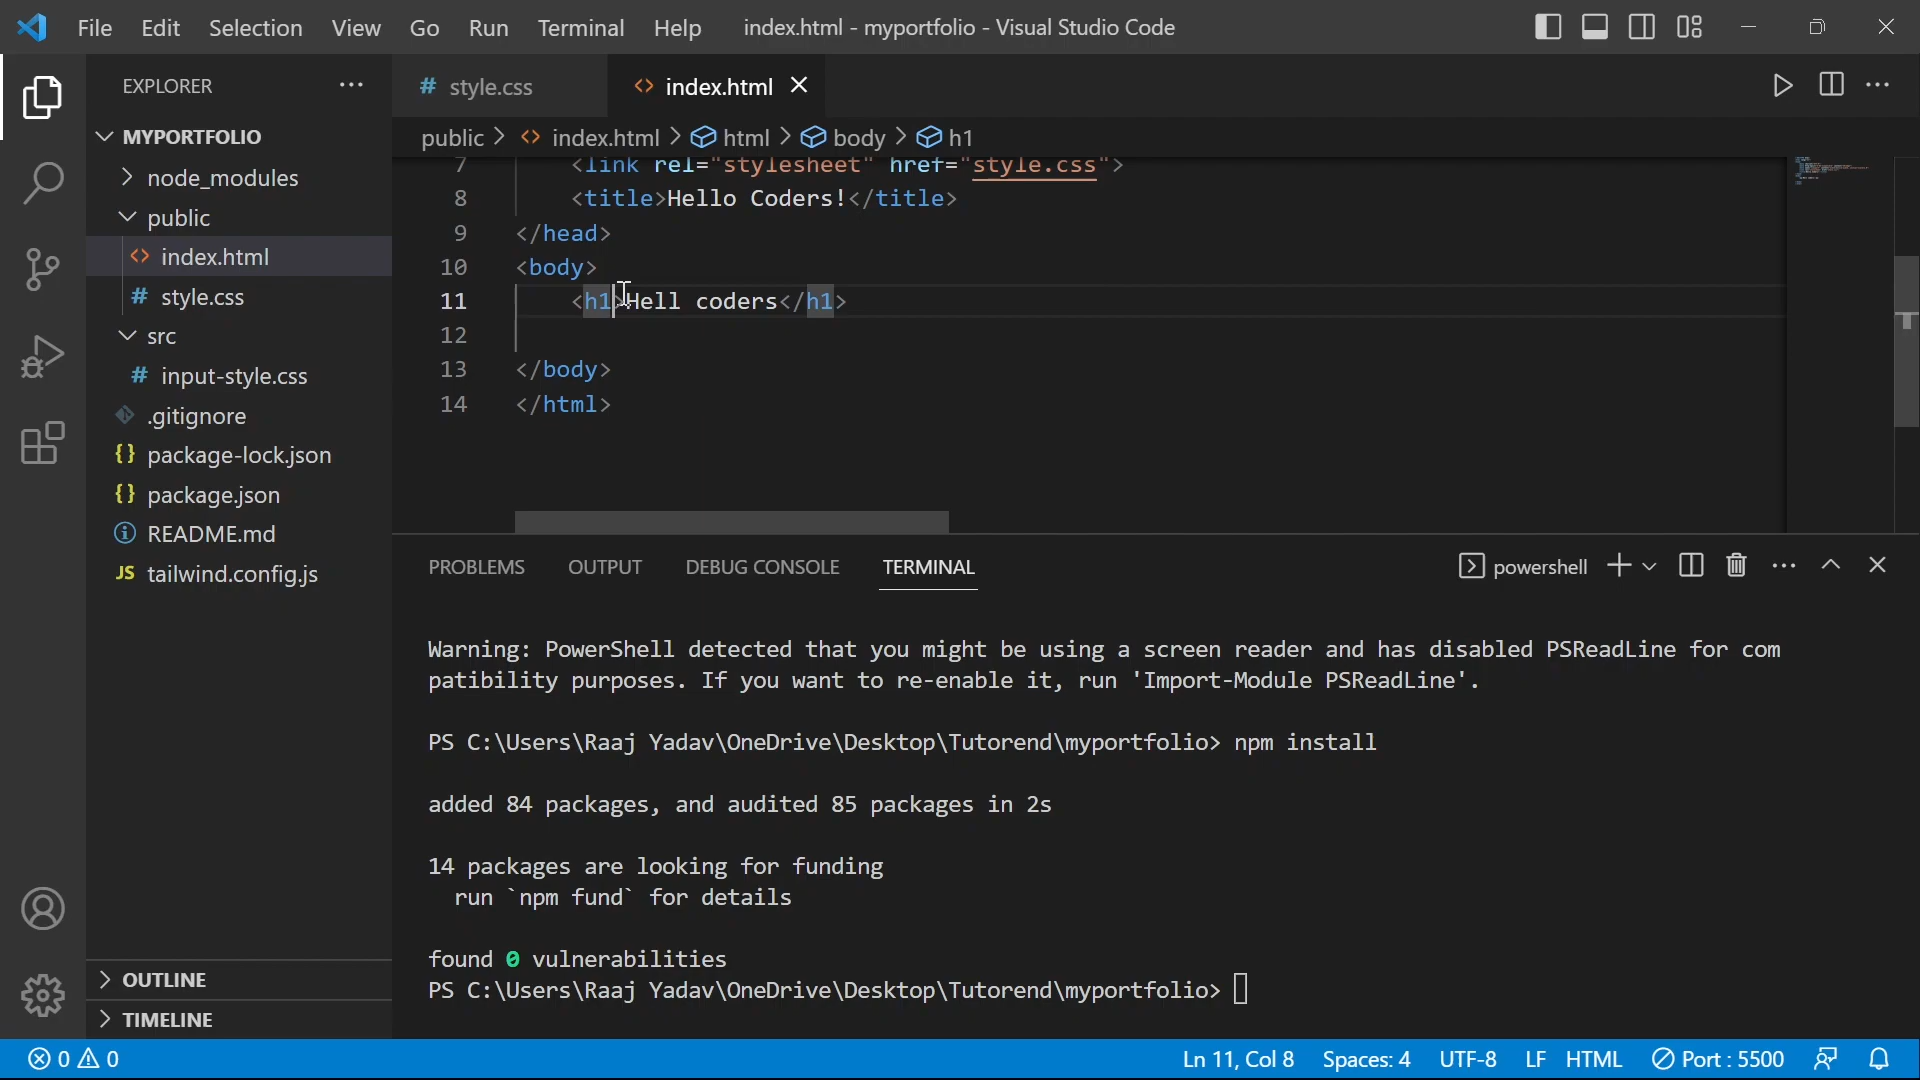 File Edit Selection View Go Run Terminal Help index.html - myportfolio - Visual Studio Code
EXPLORER
MYPORTFOLIO
node_modules
public
index.html
style.css
src
input-style.css
.gitignore
package-lock.json
package.json
README.md
JS tailwind.config.js
OUTLINE
TIMELINE
# style.css <> index.html
public > <> index.html > html > body > h1
7 <link rel="stylesheet" href="style.css">
8 <title>Hello Coders!</title>
9 </head>
10 <body>
11 <h1>Hell coders</h1>
12
13 </body>
14 </html>
PROBLEMS OUTPUT DEBUG CONSOLE TERMINAL powershell
Warning: PowerShell detected that you might be using a screen reader and has disabled PSReadLine for com
patibility purposes. If you want to re-enable it, run 'Import-Module PSReadLine'.
PS C:\Users\Raaj Yadav\OneDrive\Desktop\Tutorend\myportfolio> npm install
added 84 packages, and audited 85 packages in 2s
14 packages are looking for funding
run `npm fund` for details
found 0 vulnerabilities
PS C:\Users\Raaj Yadav\OneDrive\Desktop\Tutorend\myportfolio>
0 0 Ln 11, Col 8 Spaces: 4 UTF-8 LF HTML Port : 5500